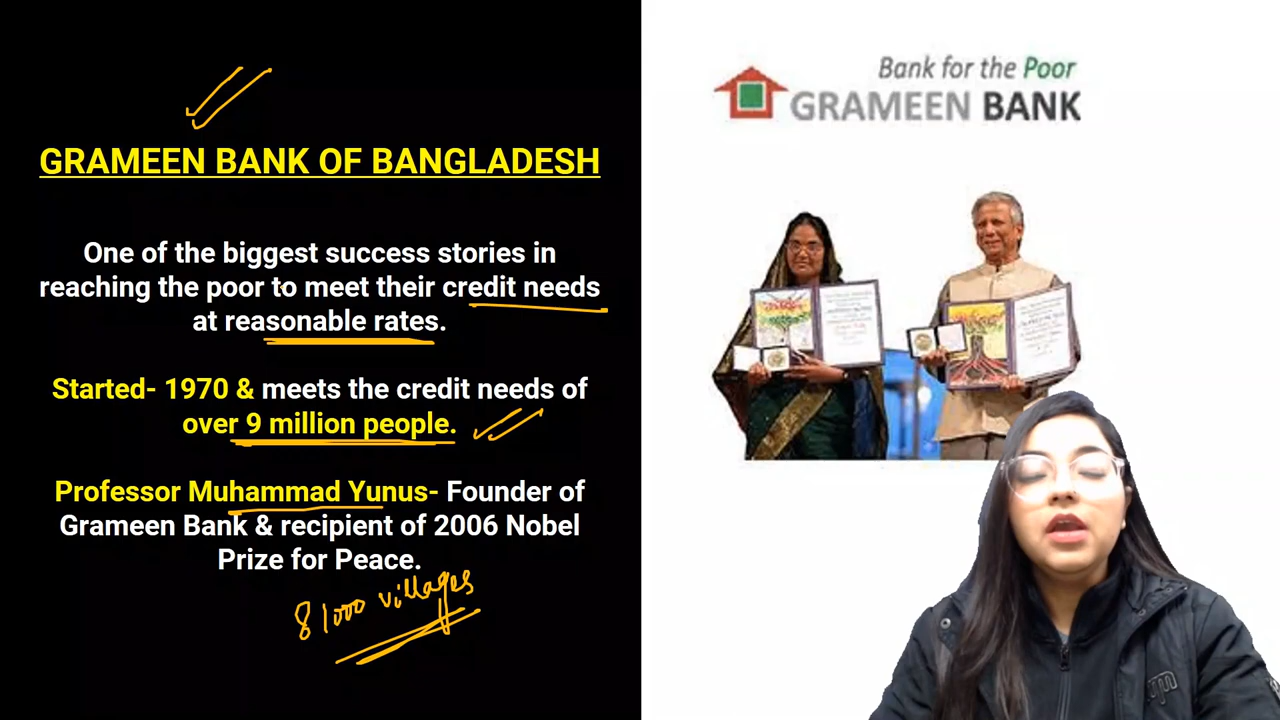 GRAMEEN BANK OF BANGLADESH
One of the biggest success stories in
reaching the poor to meet their credit needs
at reasonable rates.
Started- 1970 & meets the credit needs of
over 9 million people.
Professor Muhammad Yunus- Founder of
Grameen Bank & recipient of 2006 Nobel
Prize for Peace.
81000 villages
Bank for the Poor
GRAMEEN BANK